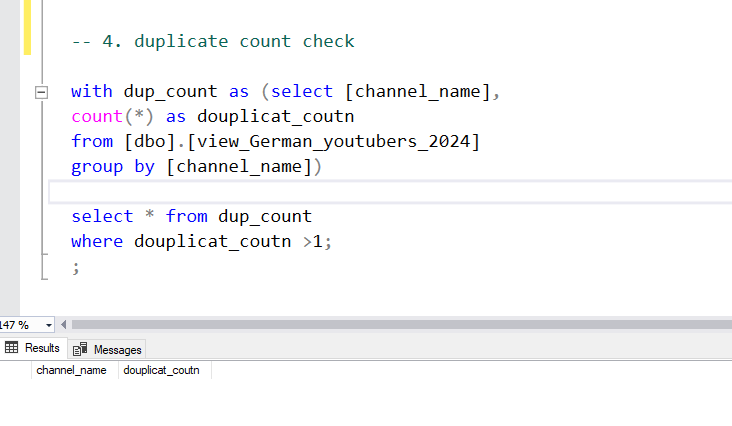 -- 4. duplicate count check
with dup_count as (select [channel_name],
count(*) as douplicat_coutn
from [dbo].[view_German_youtubers_2024]
group by [channel_name])
select * from dup_count
where douplicat_coutn >1;
;
147 %
Results Messages
channel_name douplicat_coutn